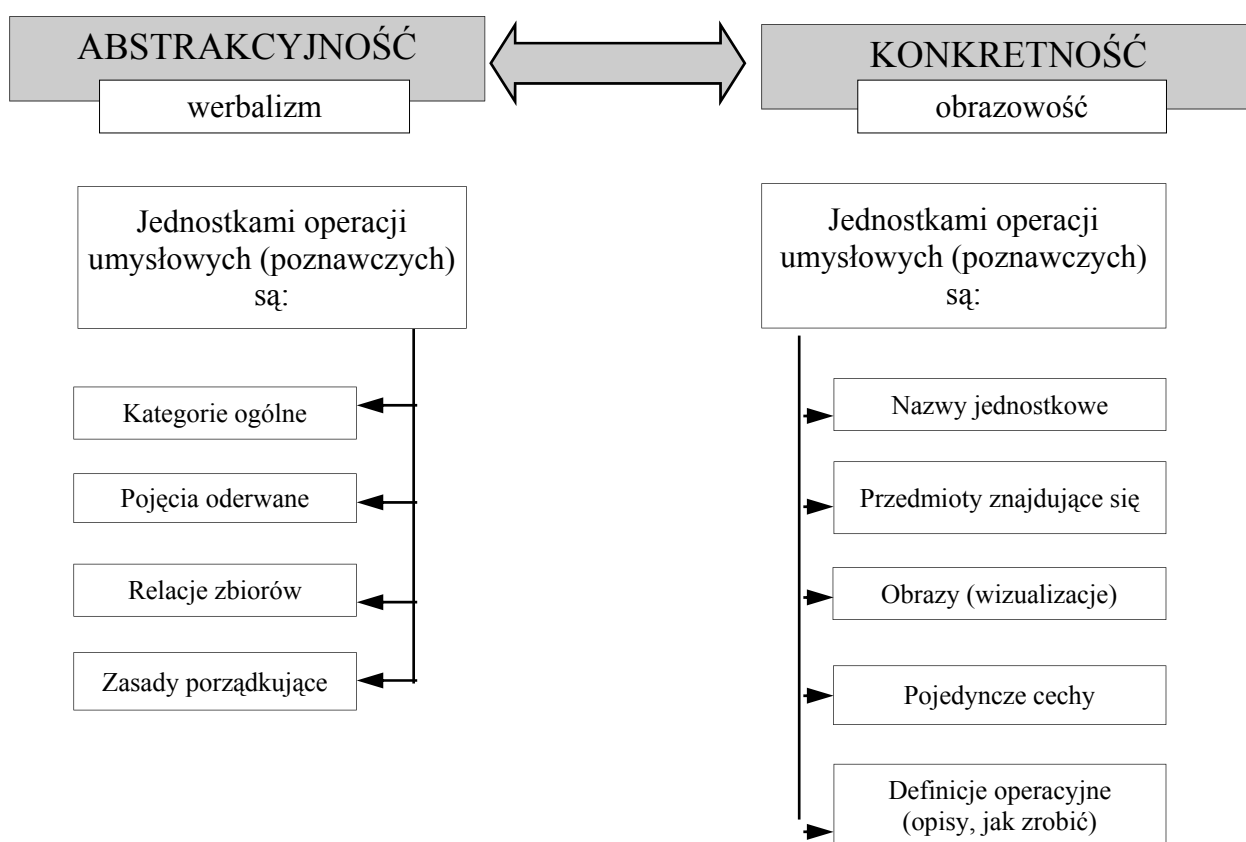 ABSTRAKCYJNOŚĆ
werbalizm
KONKRETNOŚĆ
obrazowość
Jednostkami operacji
umysłowych (poznawczych)
są:
Kategorie ogólne
Pojęcia oderwane
Relacje zbiorów
Zasady porządkujące
Jednostkami operacji
umysłowych (poznawczych)
są:
Nazwy jednostkowe
Przedmioty znajdujące się
Obrazy (wizualizacje)
Pojedyncze cechy
Definicje operacyjne
(opisy, jak zrobić)